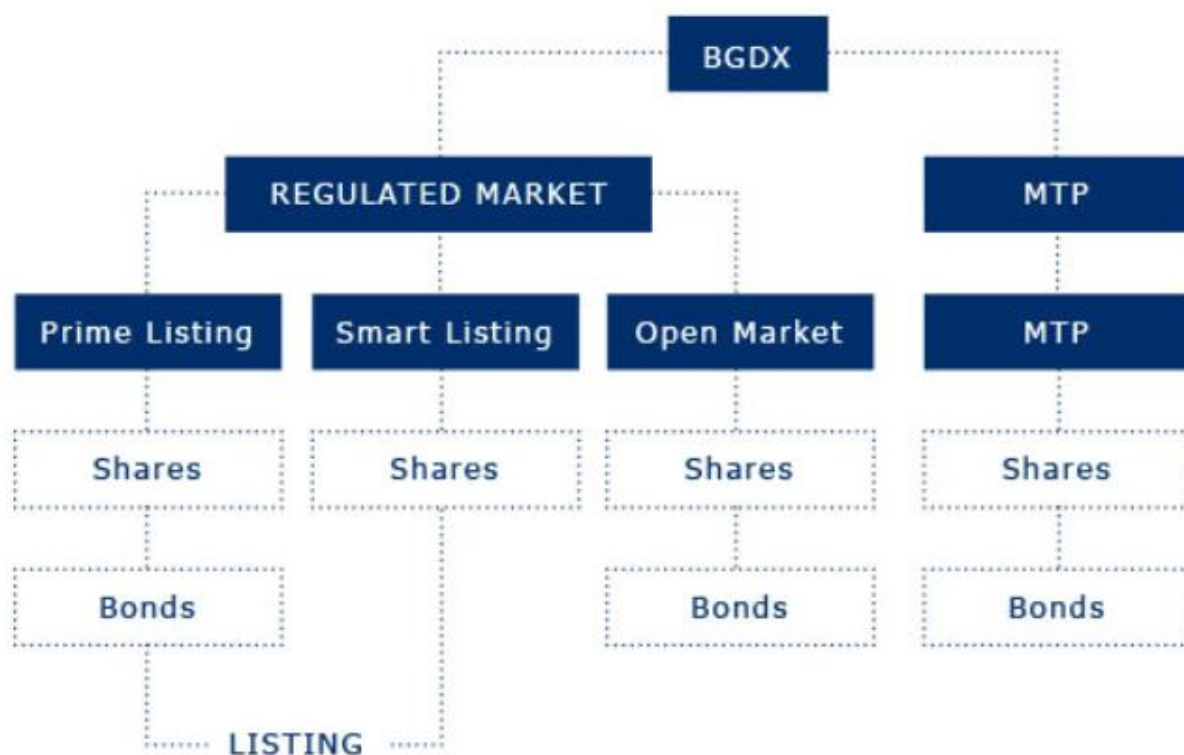 BGDX
REGULATED MARKET
MTP
Prime Listing
Smart Listing
Open Market
MTP
Shares
Shares
Shares
Shares
Bonds
Bonds
Bonds
LISTING